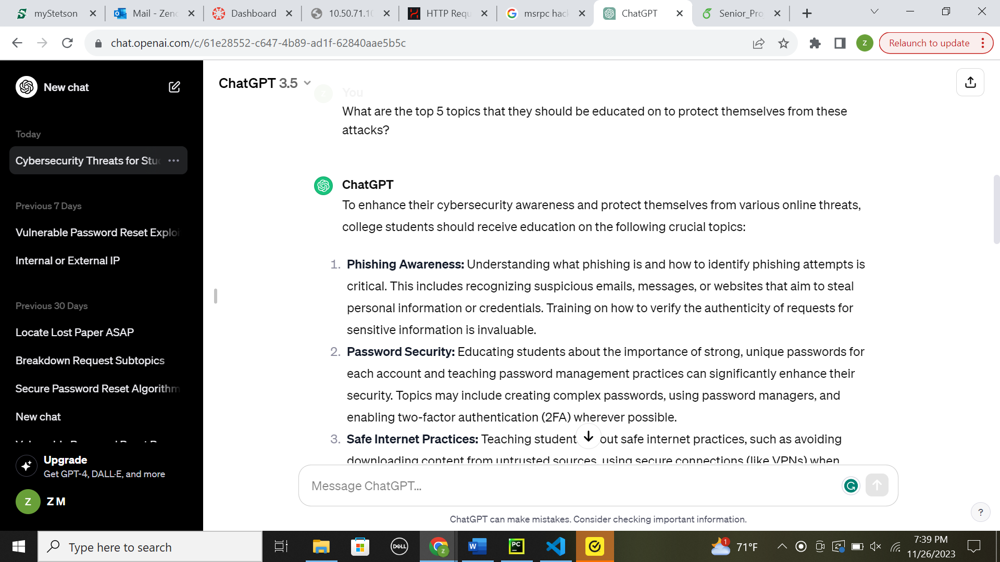 myStetson
Mail - Zeno
Dashboard
10.50.71.10
HTTP Requ
msrpc hack
ChatGPT
Senior_Proj
chat.openai.com/c/61e28552-c647-4b89-ad1f-62840aae5b5c
Z
Relaunch to update
New chat
Today
Cybersecurity Threats for Stud
Previous 7 Days
Vulnerable Password Reset Exploi
Internal or External IP
Previous 30 Days
Locate Lost Paper ASAP
Breakdown Request Subtopics
Secure Password Reset Algorithm
New chat
Upgrade
Get GPT-4, DALL·E, and more
Z
Z M
ChatGPT 3.5
You
What are the top 5 topics that they should be educated on to protect themselves from these
attacks?
ChatGPT
To enhance their cybersecurity awareness and protect themselves from various online threats,
college students should receive education on the following crucial topics:
1. Phishing Awareness: Understanding what phishing is and how to identify phishing attempts is
critical. This includes recognizing suspicious emails, messages, or websites that aim to steal
personal information or credentials. Training on how to verify the authenticity of requests for
sensitive information is invaluable.
2. Password Security: Educating students about the importance of strong, unique passwords for
each account and teaching password management practices can significantly enhance their
security. Topics may include creating complex passwords, using password managers, and
enabling two-factor authentication (2FA) wherever possible.
3. Safe Internet Practices: Teaching student out safe internet practices, such as avoiding
downloading content from untrusted sources, using secure connections (like VPNs) when
Message ChatGPT...
ChatGPT can make mistakes. Consider checking important information.
?
Type here to search
DELL
Z
W
PC
1
71°F
7:39 PM
11/26/2023